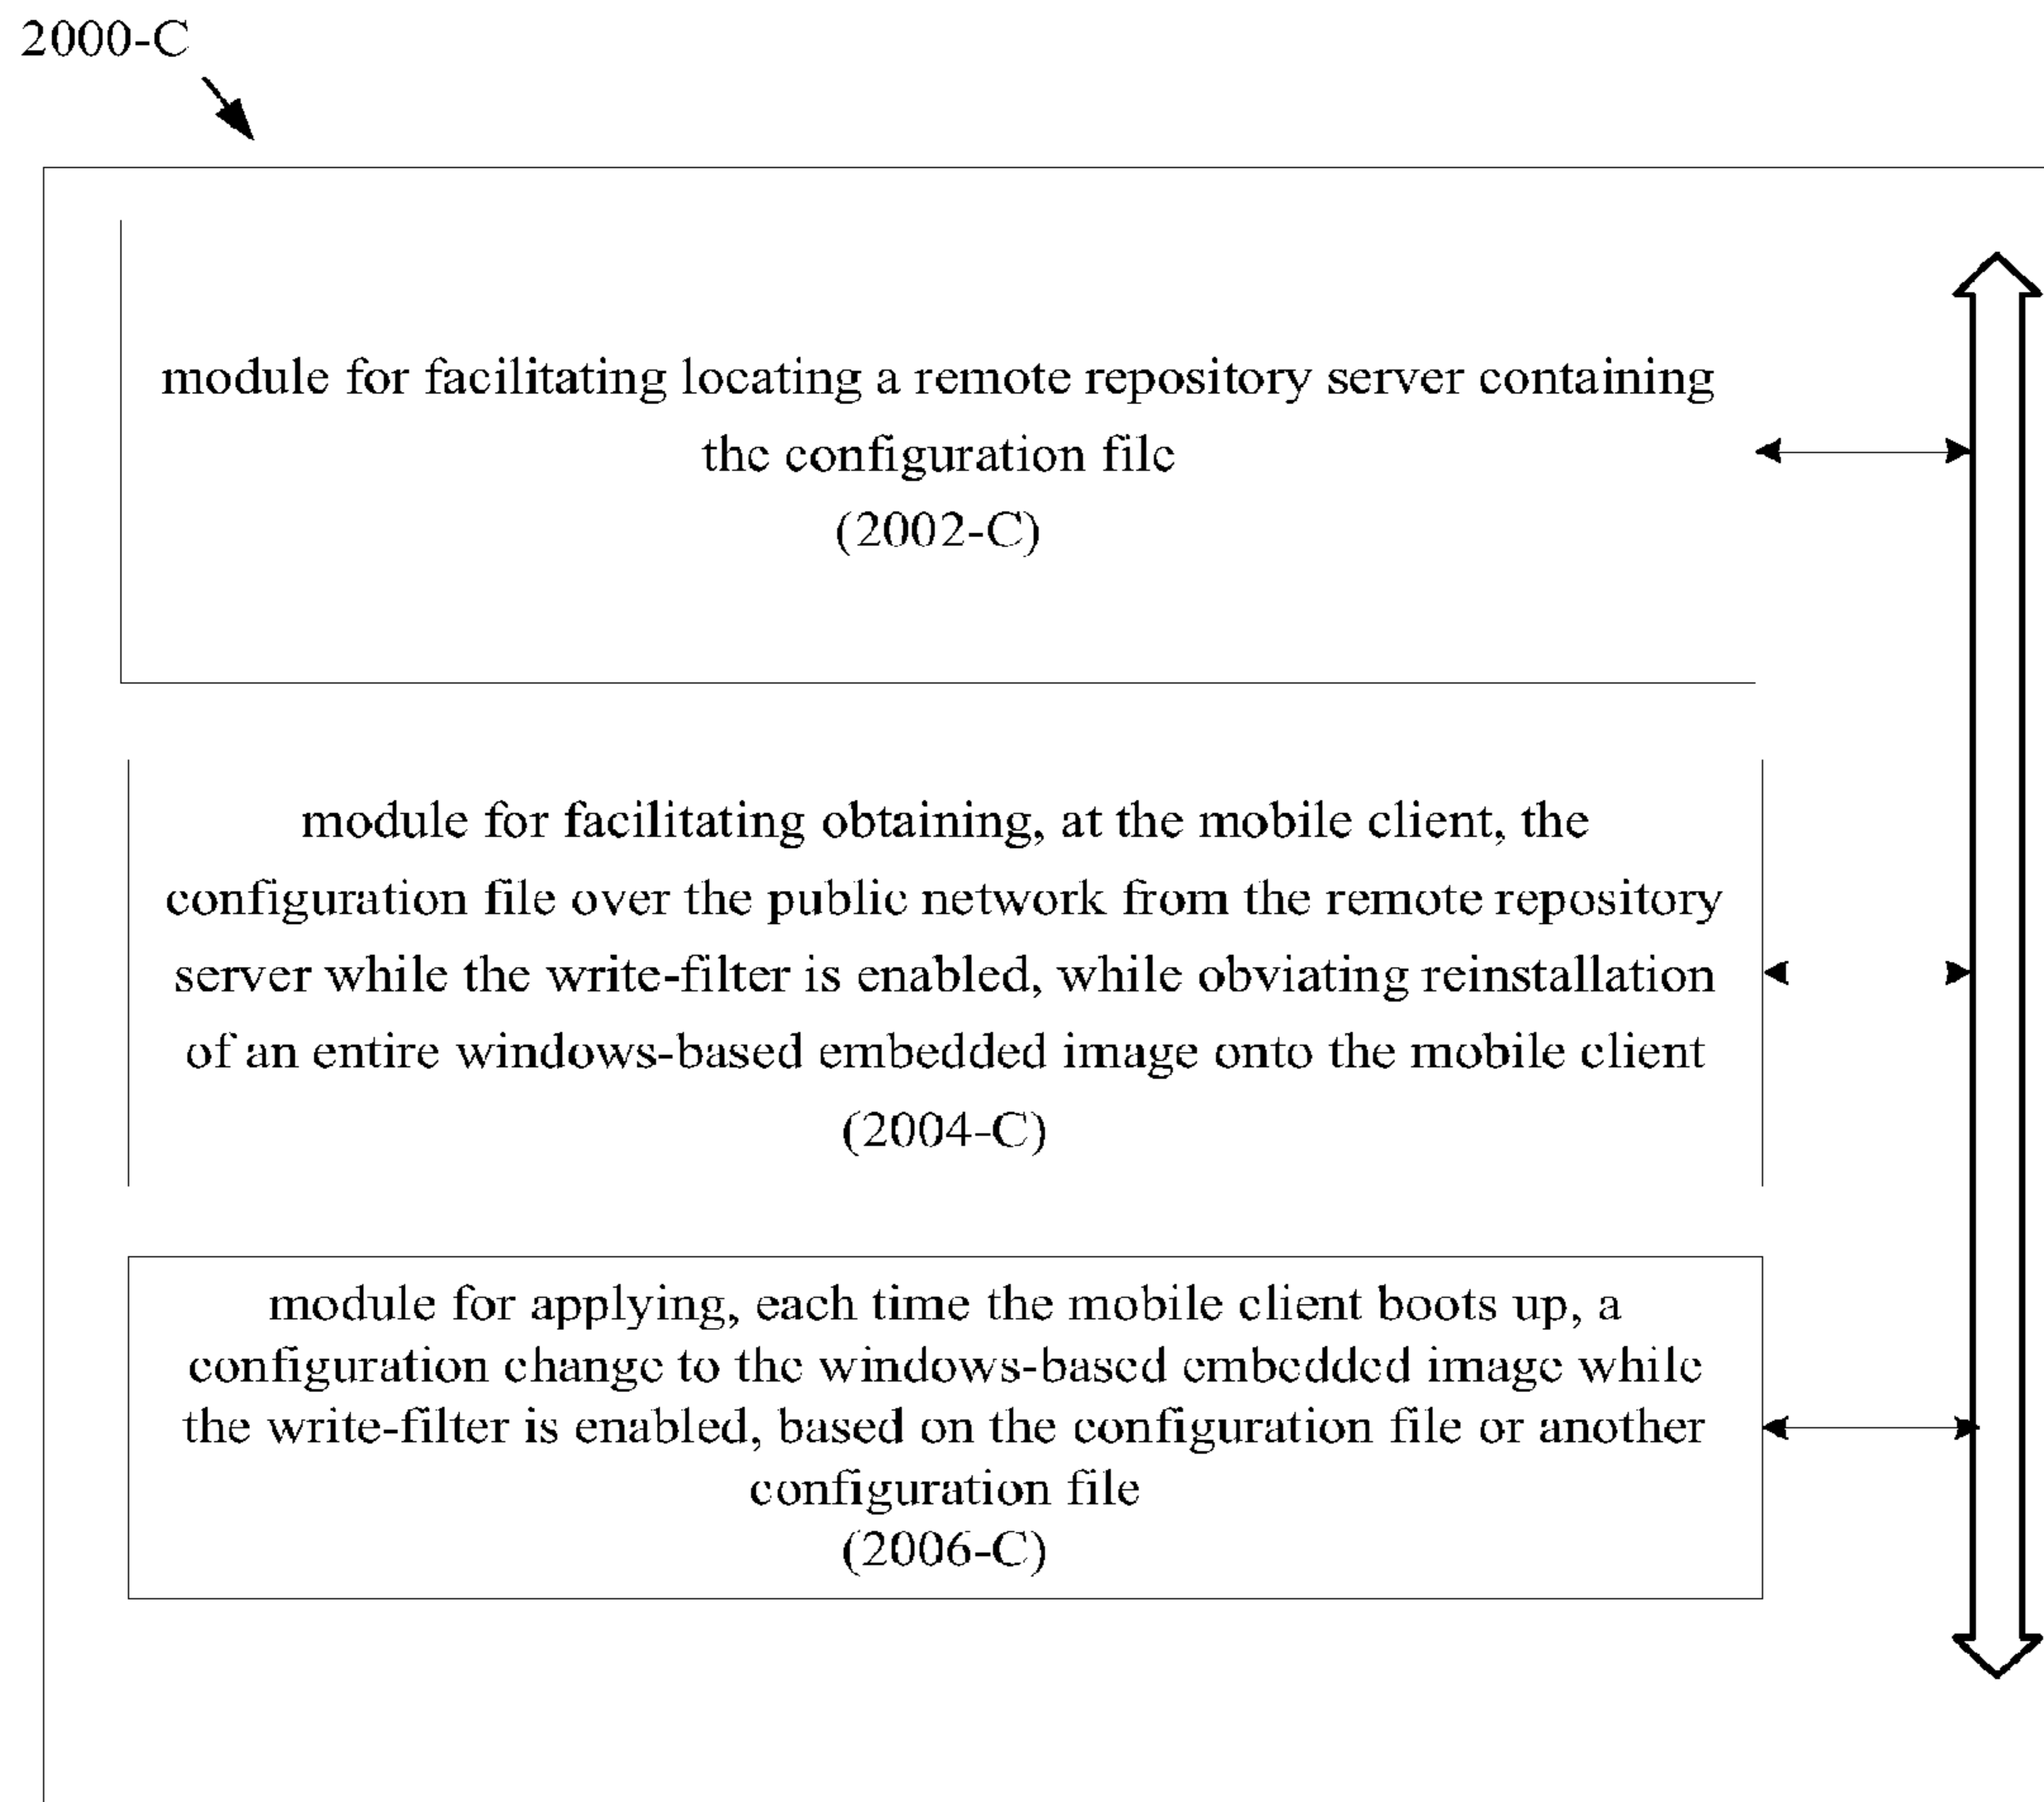 2000-C
module for facilitating locating a remote repository server containing
the configuration file
(2002-C)
module for facilitating obtaining, at the mobile client, the
configuration file over the public network from the remote repository
server while the write-filter is enabled, while obviating reinstallation
of an entire windows-based embedded image onto the mobile client
(2004-C)
module for applying, each time the mobile client boots up, a
configuration change to the windows-based embedded image while
the write-filter is enabled, based on the configuration file or another
configuration file
(2006-C)